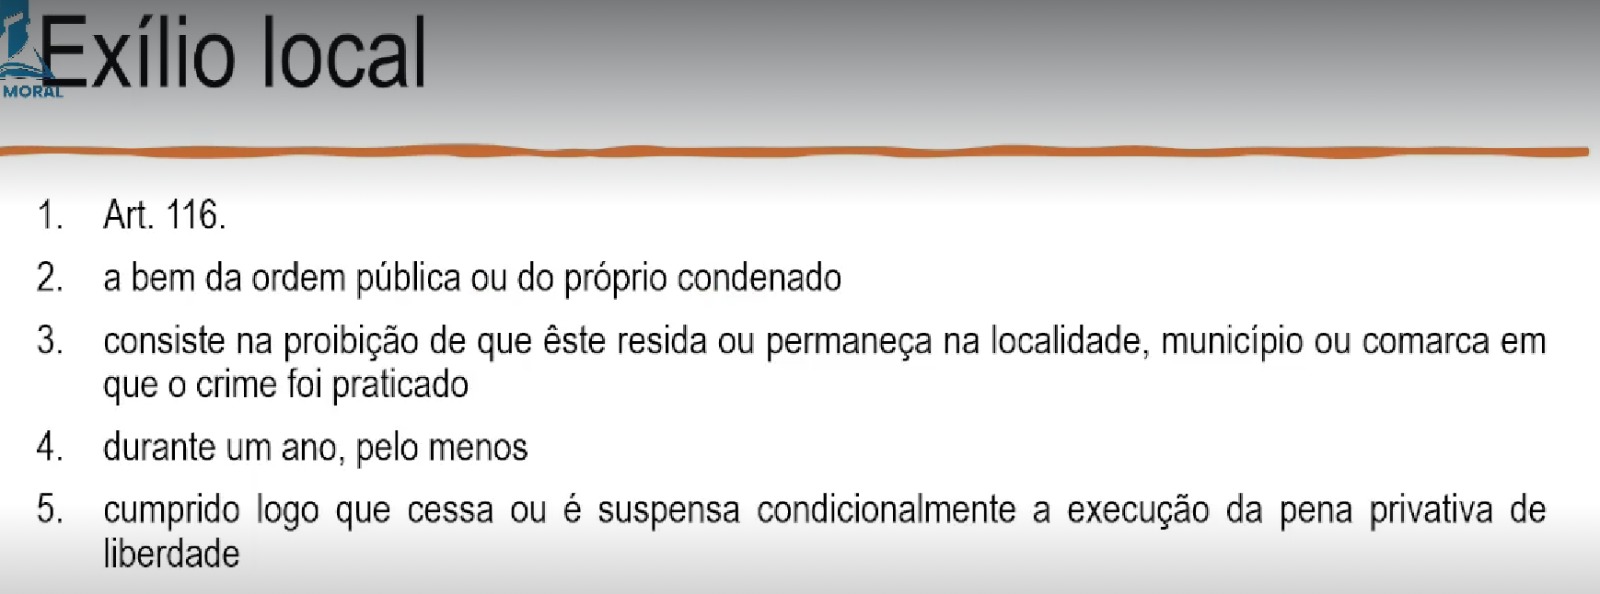 Exílio local
MORAL
1. Art. 116.
2. a bem da ordem pública ou do próprio condenado
3. consiste na proibição de que êste resida ou permaneça na localidade, município ou comarca em
que o crime foi praticado
4. durante um ano, pelo menos
5. cumprido logo que cessa ou é suspensa condicionalmente a execução da pena privativa de
liberdade